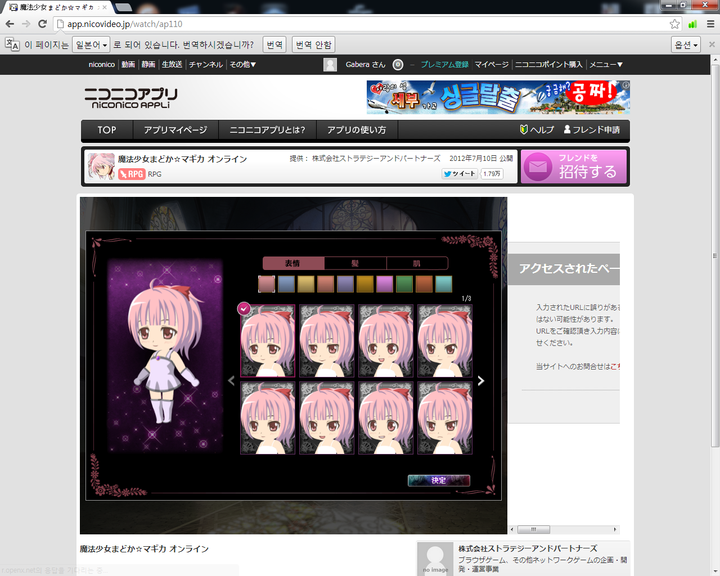 魔法少女まどか☆マギカ
app.nicovideo.jp/watch/ap110
이 페이지는 일본어 로 되어 있습니다. 번역하시겠습니까? 번역 번역 안함 옵션
niconico 動画 静画 生放送 チャンネル その他▼ Gabera さん プレミアム登録 マイページ ニコニコポイント購入 メニュー▼
ニコニコアプリ
NICONICO APPLI
세부 싱글탈출 공짜!
TOP アプリマイページ ニコニコアプリとは? アプリの使い方 ヘルプ フレンド申請
魔法少女まどか☆マギカ オンライン 提供： 株式会社ストラテジーアンドパートナーズ 2012年7月10日 公開
RPG RPG ツイート 1.79万
フレンドを
招待する
表情 髪 肌
1/3
決定
アクセスされたペー
入力されたURLに誤りがあ
はない可能性があります。
URLをご確認頂き入力内容
せください。
当サイトへのお問合せはこち
魔法少女まどか☆マギカ オンライン
no image
株式会社ストラテジーアンドパートナーズ
ブラウザゲーム、その他ネットワークゲームの企画・開
発・運営事業